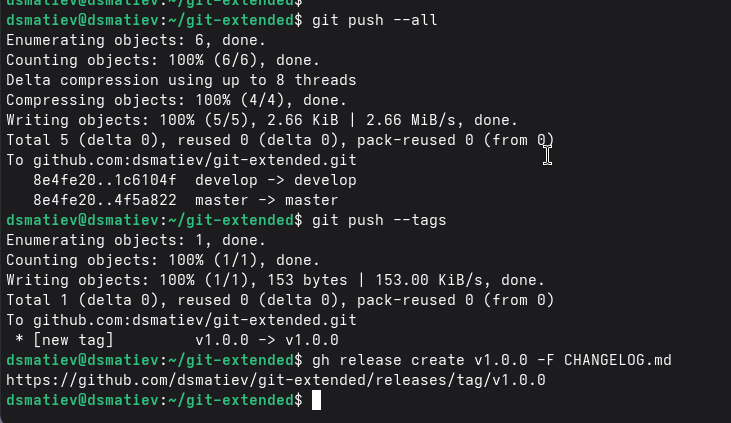 dsmatiev@dsmatiev:~/git-extended$
dsmatiev@dsmatiev:~/git-extended$ git push --all
Enumerating objects: 6, done.
Counting objects: 100% (6/6), done.
Delta compression using up to 8 threads
Compressing objects: 100% (4/4), done.
Writing objects: 100% (5/5), 2.66 KiB | 2.66 MiB/s, done.
Total 5 (delta 0), reused 0 (delta 0), pack-reused 0 (from 0)
To github.com:dsmatiev/git-extended.git
   8e4fe20..1c6104f  develop -> develop
   8e4fe20..4f5a822  master -> master
dsmatiev@dsmatiev:~/git-extended$ git push --tags
Enumerating objects: 1, done.
Counting objects: 100% (1/1), done.
Writing objects: 100% (1/1), 153 bytes | 153.00 KiB/s, done.
Total 1 (delta 0), reused 0 (delta 0), pack-reused 0 (from 0)
To github.com:dsmatiev/git-extended.git
 * [new tag]         v1.0.0 -> v1.0.0
dsmatiev@dsmatiev:~/git-extended$ gh release create v1.0.0 -F CHANGELOG.md
https://github.com/dsmatiev/git-extended/releases/tag/v1.0.0
dsmatiev@dsmatiev:~/git-extended$